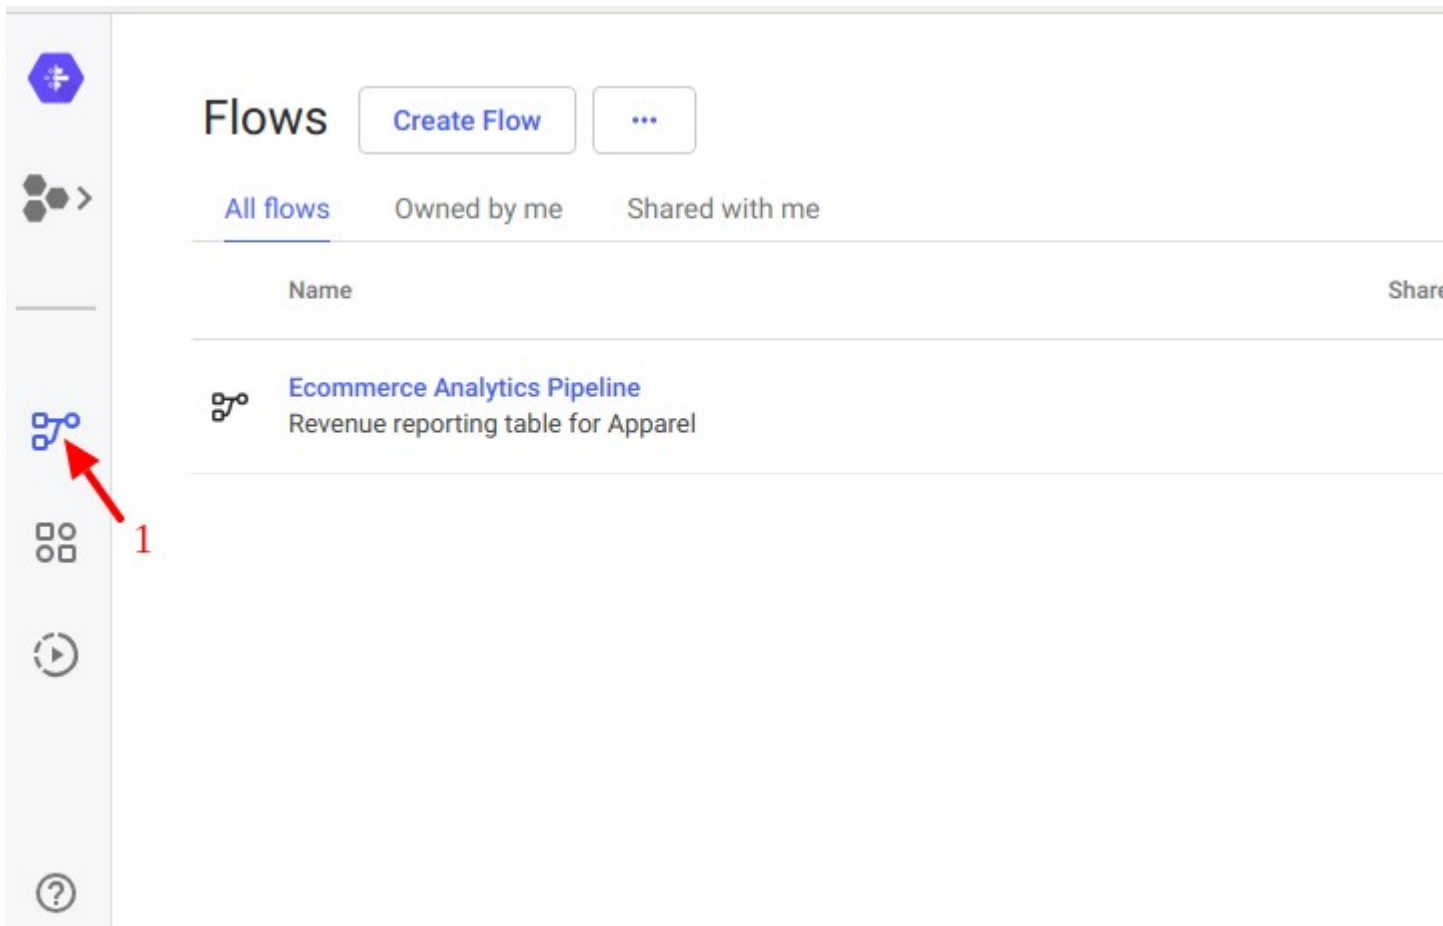 Flows Create Flow ...
All flows Owned by me Shared with me
Name Share
Ecommerce Analytics Pipeline
Revenue reporting table for Apparel
1